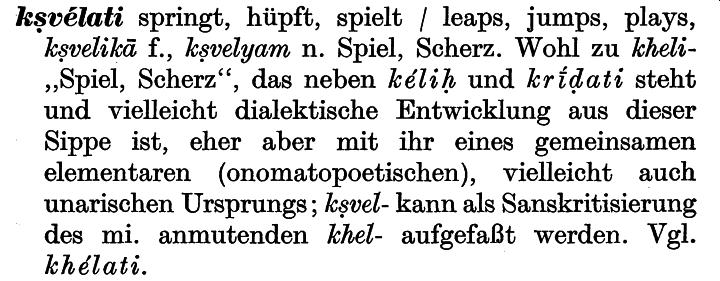 kṣvélati springt, hüpft, spielt / leaps, jumps, plays,
kṣvelikā f., kṣvelyam n. Spiel, Scherz. Wohl zu kheli-
„Spiel, Scherz“, das neben kéliḥ und krī́ḍati steht
und vielleicht dialektische Entwicklung aus dieser
Sippe ist, eher aber mit ihr eines gemeinsamen
elementaren (onomatopoetischen), vielleicht auch
unarischen Ursprungs; kṣvel- kann als Sanskritisierung
des mi. anmutenden khel- aufgefaßt werden. Vgl.
khélati.